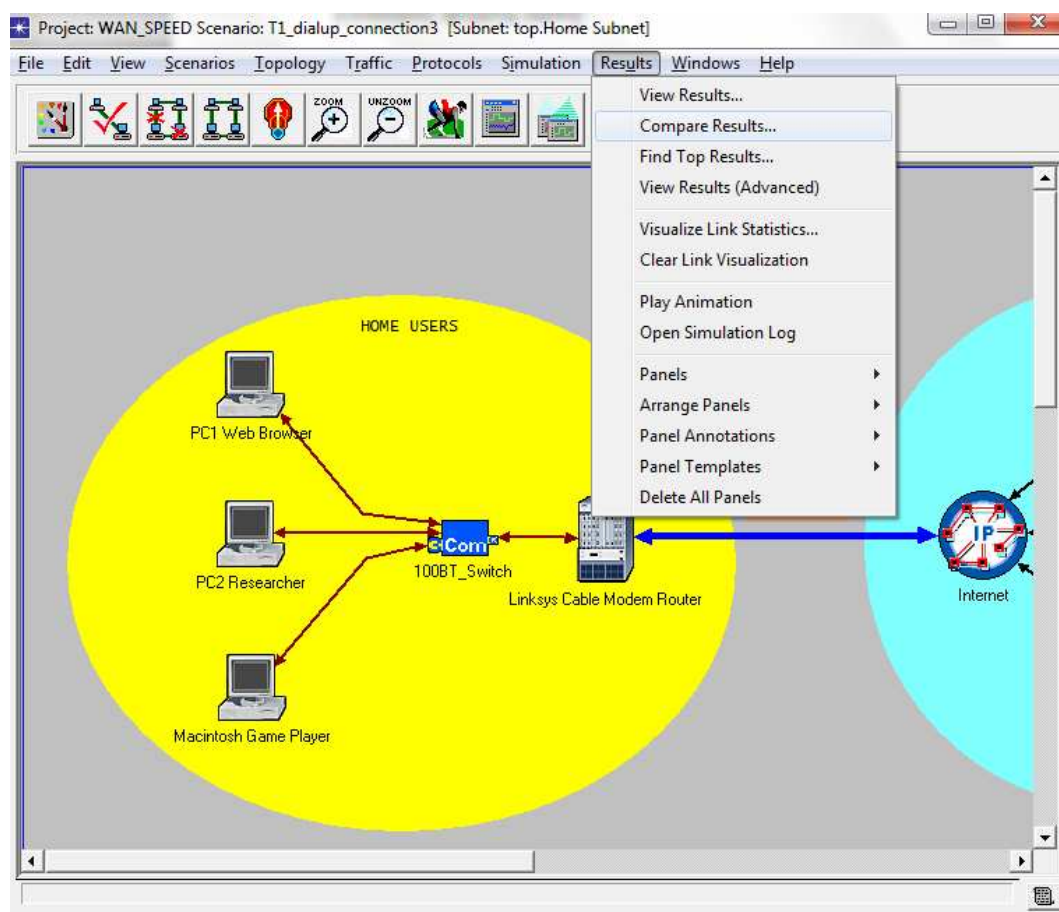 Project: WAN_SPEED Scenario: T1_dialup_connection3 [Subnet: top.Home Subnet]
File Edit View Scenarios Topology Traffic Protocols Simulation Results Windows Help
ZOOM UNZOOM
View Results...
Compare Results...
Find Top Results...
View Results (Advanced)
Visualize Link Statistics...
Clear Link Visualization
Play Animation
Open Simulation Log
Panels
Arrange Panels
Panel Annotations
Panel Templates
Delete All Panels
HOME USERS
PC1 Web Browser
PC2 Researcher
3Com
100BT_Switch
Linksys Cable Modem Router
IP
Internet
Macintosh Game Player